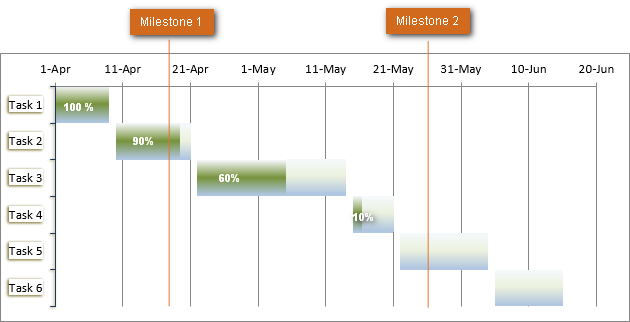 Milestone 1
Milestone 2
1-Apr 11-Apr 21-Apr 1-May 11-May 21-May 31-May 10-Jun 20-Jun
Task 1
100 %
Task 2
90%
Task 3
60%
Task 4
10%
Task 5
Task 6